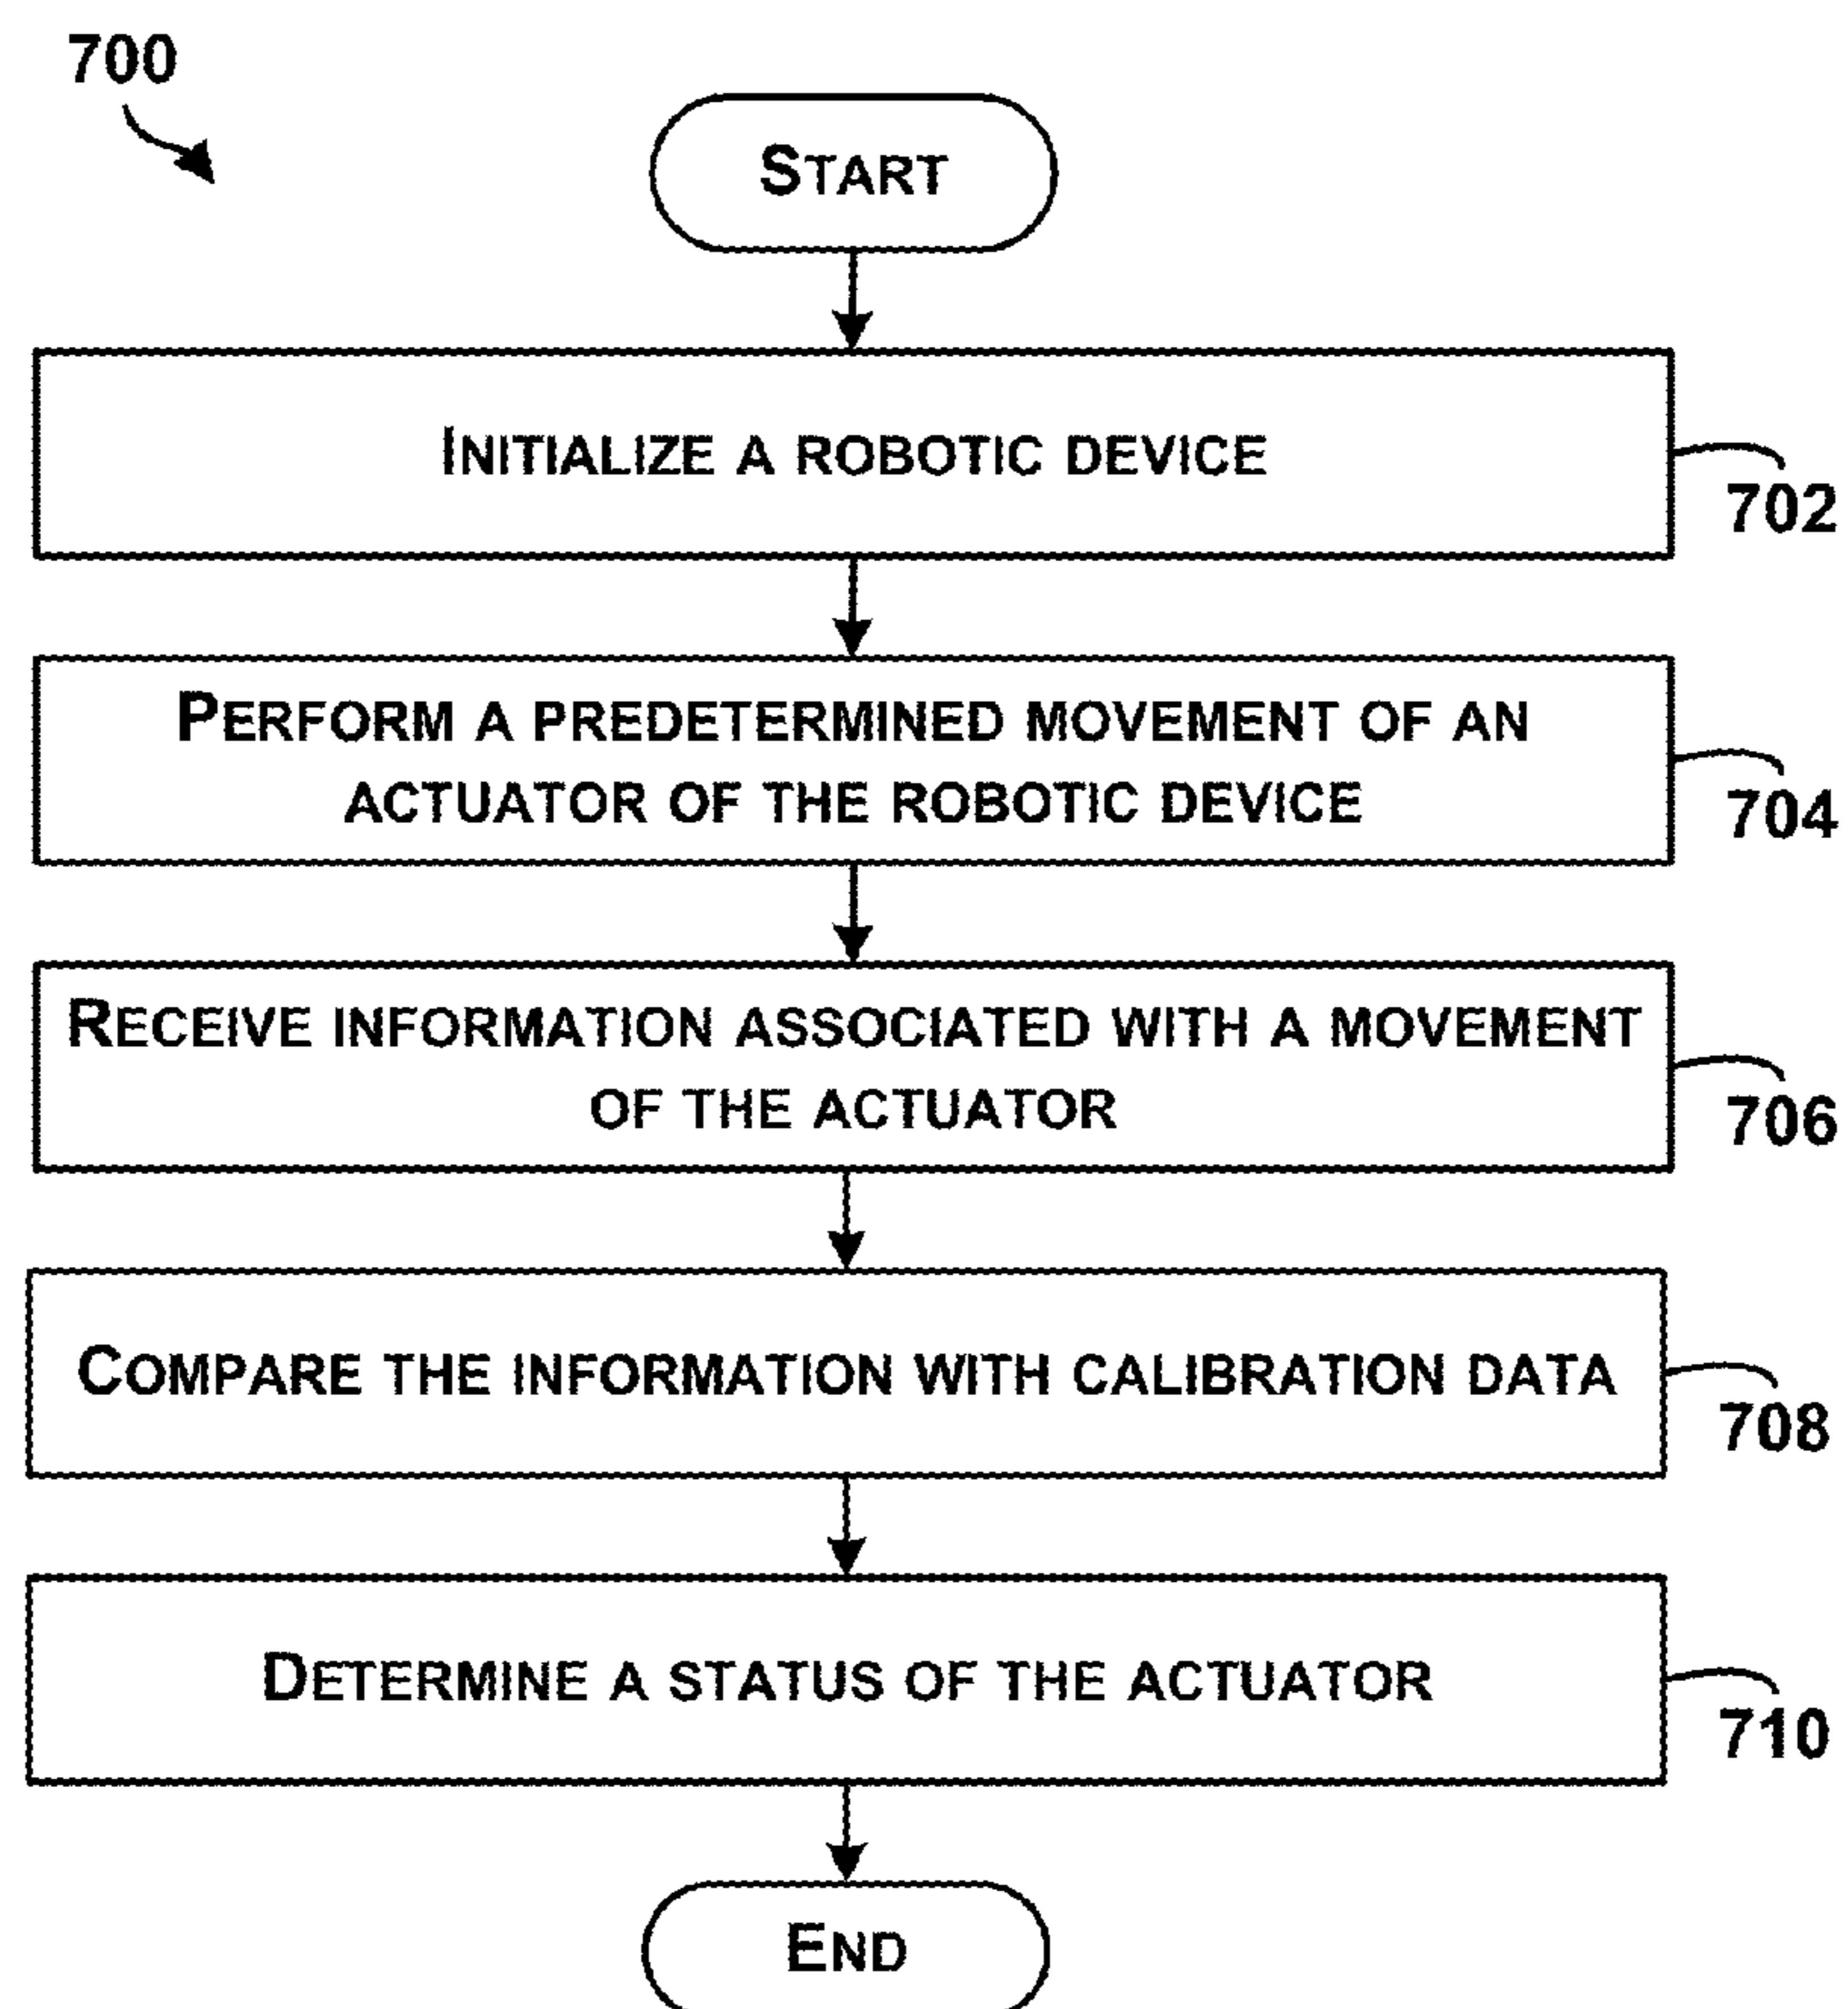 700
START
INITIALIZE A ROBOTIC DEVICE
702
PERFORM A PREDETERMINED MOVEMENT OF AN
ACTUATOR OF THE ROBOTIC DEVICE
704
RECEIVE INFORMATION ASSOCIATED WITH A MOVEMENT
OF THE ACTUATOR
706
COMPARE THE INFORMATION WITH CALIBRATION DATA
708
DETERMINE A STATUS OF THE ACTUATOR
710
END